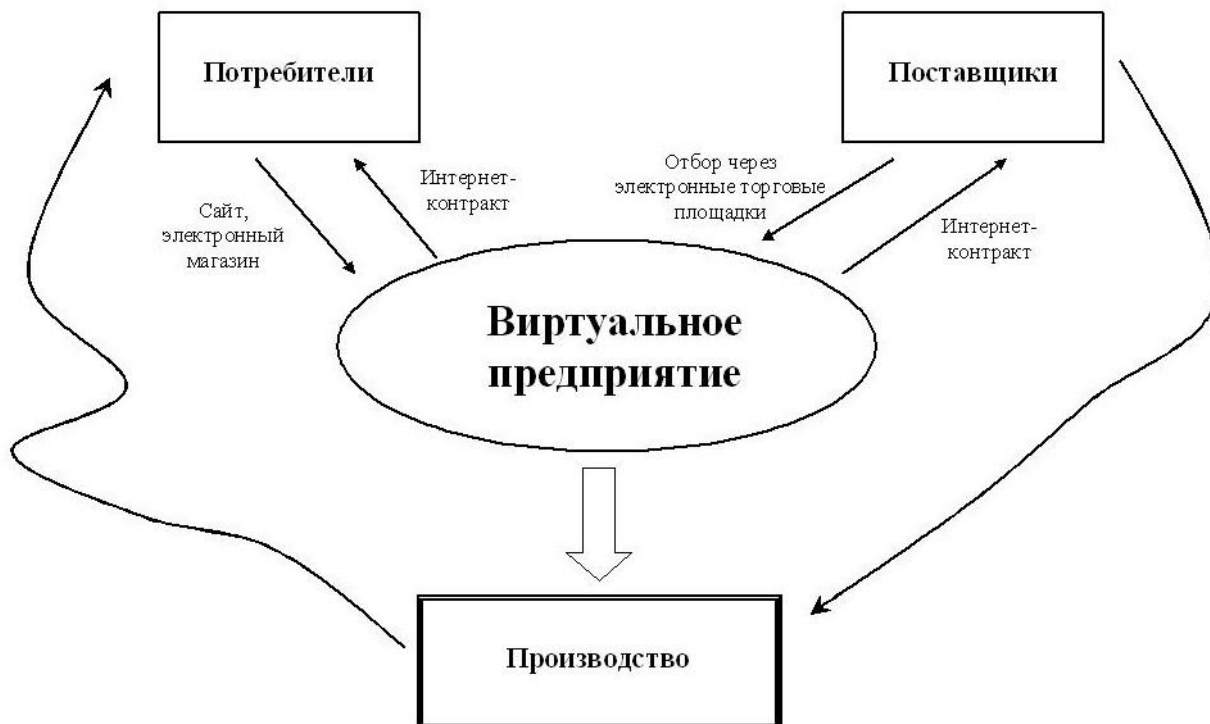 Потребители
Поставщики
Интернет-
контракт
Сайт,
электронный
магазин
Отбор через
электронные торговые
площадки
Интернет-
контракт
Виртуальное
предприятие
Производство